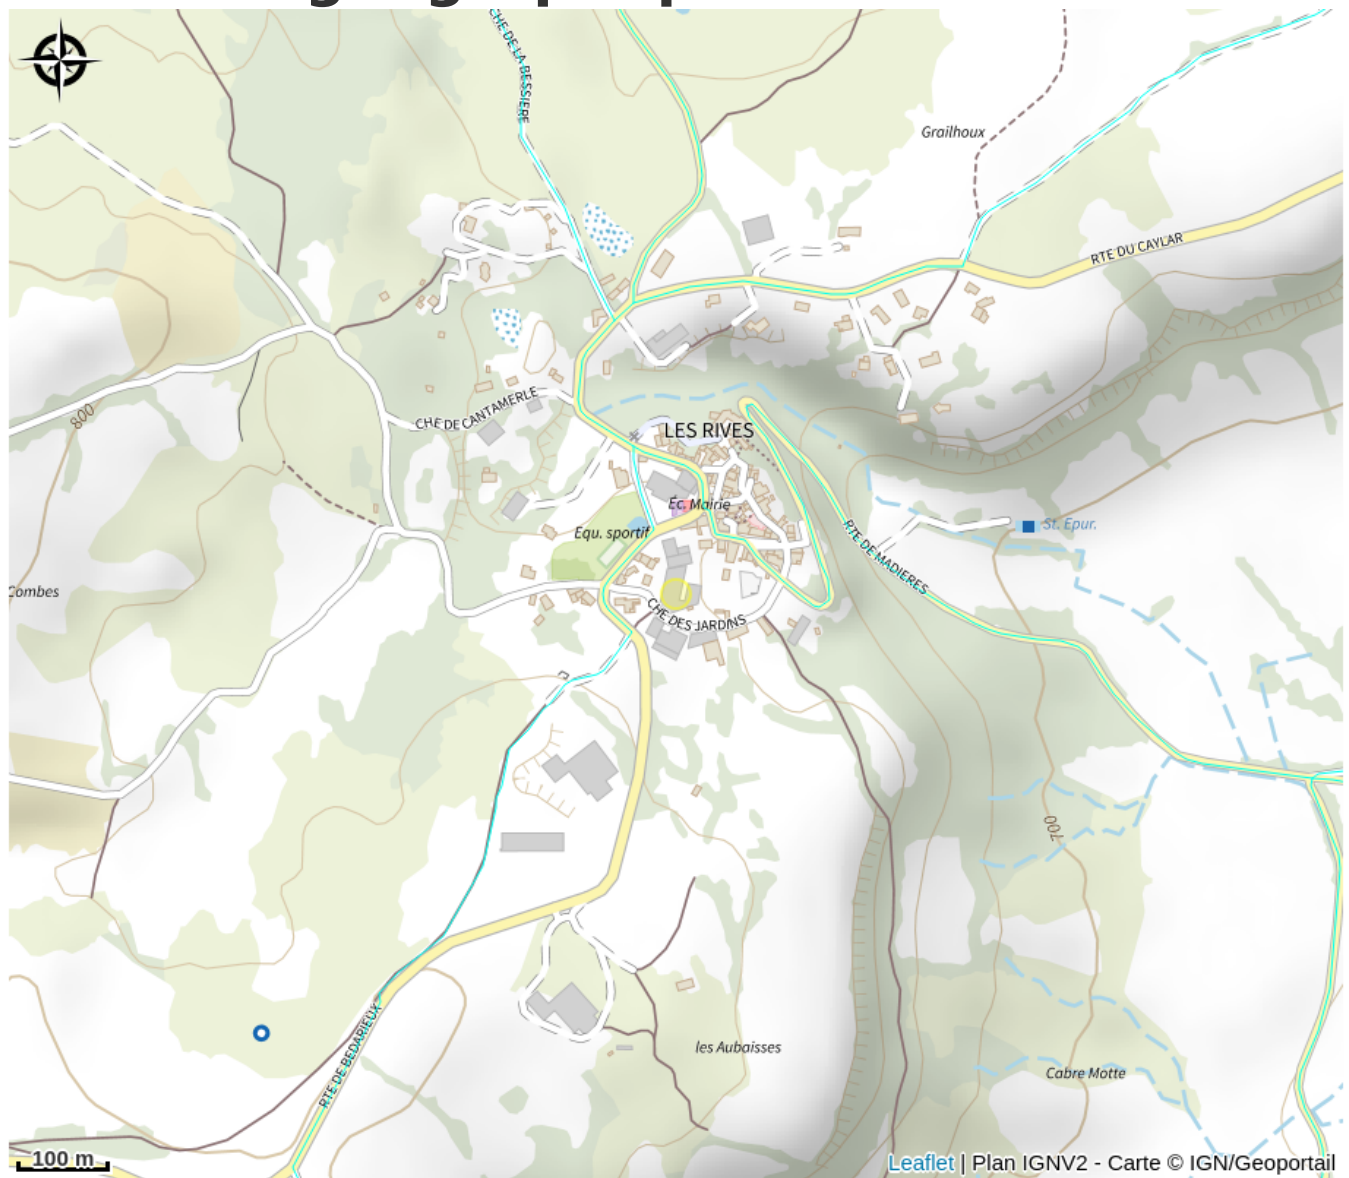 CHE DE LA BESSIERE
Grailhoux
RTE DU CAYLAR
800
CHE DE CANTAMERLE
LES RIVES
Éc. Mairie
Equ. sportif
St. Epur.
RTE DE MADIERES
Combes
CHE DES JARDINS
700
les Aubaisses
Cabre Motte
RTE DE BEDARIEUX
100 m
Leaflet | Plan IGNV2 - Carte © IGN/Geoportail